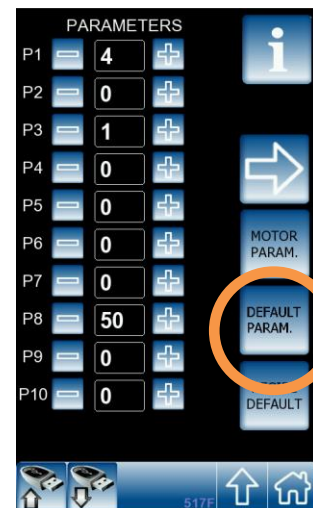 PARAMETERS
P1 4
P2 0
P3 1
P4 0
P5 0
P6 0
MOTOR
PARAM.
P7 0
P8 50
DEFAULT
PARAM.
P9 0
P10 0
DEFAULT
517F